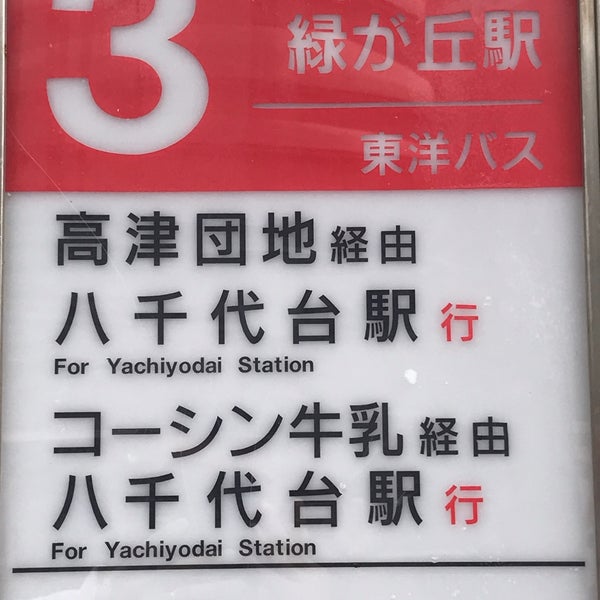 3
緑が丘駅
東洋バス
高津団地経由
八千代台駅行
For Yachiyodai Station
コーシン牛乳経由
八千代台駅行
For Yachiyodai Station